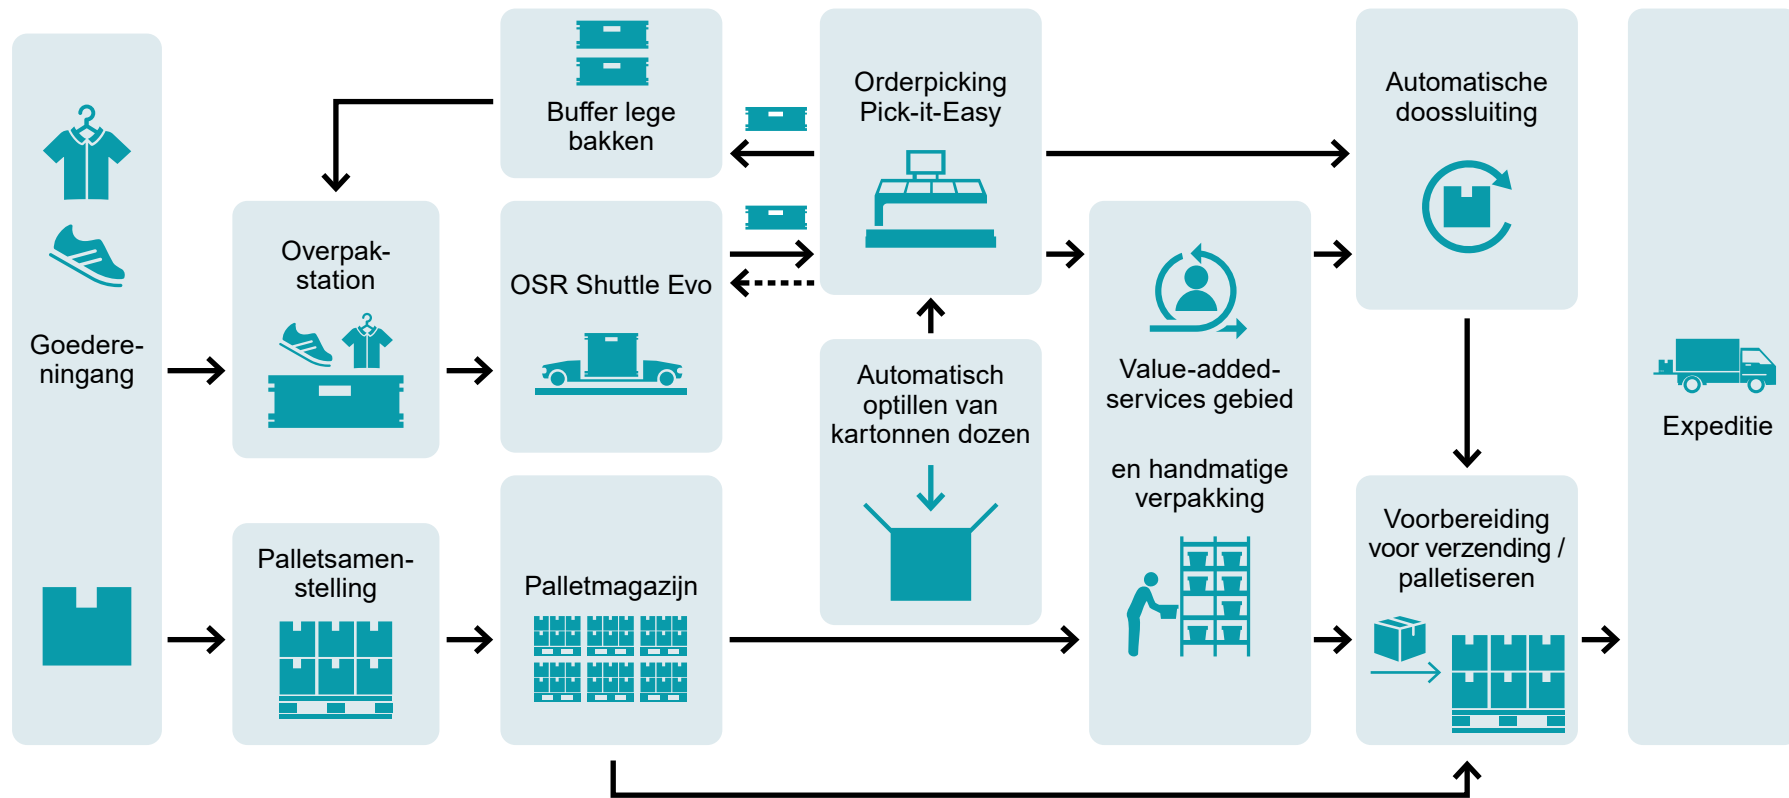 Goedere-
ningang
Buffer lege
bakken
Overpak-
station
OSR Shuttle Evo
Palletsamen-
stelling
Palletmagazijn
Orderpicking
Pick-it-Easy
Automatisch
optillen van
kartonnen dozen
Value-added-
services gebied
en handmatige
verpakking
Automatische
doossluiting
Voorbereiding
voor verzending /
palletiseren
Expeditie